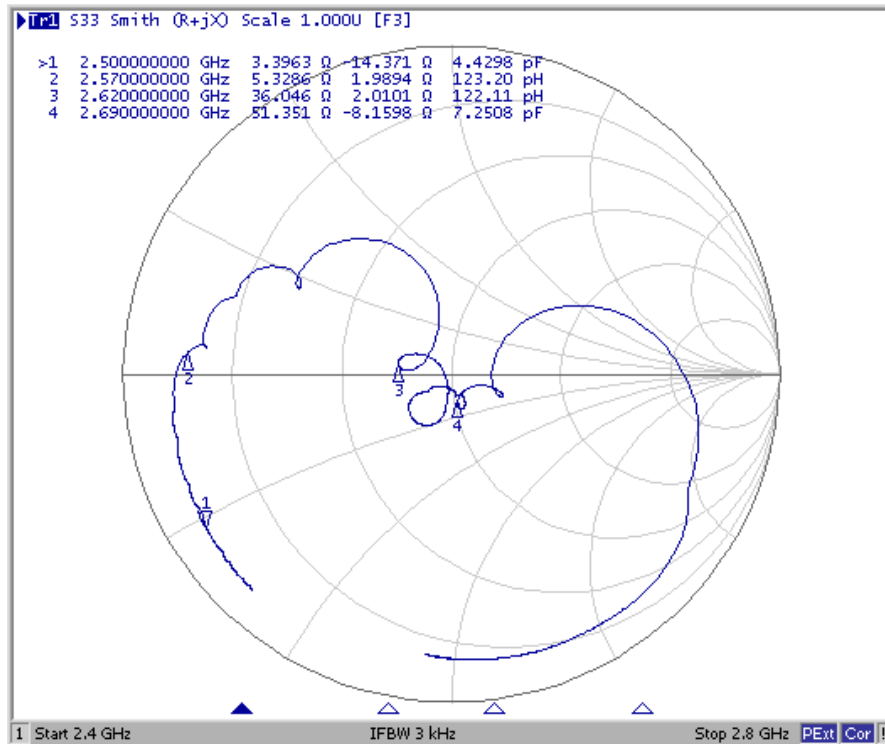 Tr1 S33 Smith (R+jX) Scale 1.000U [F3]
>1 2.500000000 GHz 3.3963 Ω -14.371 Ω 4.4298 pF
2 2.570000000 GHz 5.3286 Ω 1.9894 Ω 123.20 pH
3 2.620000000 GHz 36.046 Ω 2.0101 Ω 122.11 pH
4 2.690000000 GHz 51.351 Ω -8.1598 Ω 7.2508 pF
2
3
4
1
1 Start 2.4 GHz IFBW 3 kHz Stop 2.8 GHz PExt Cor !